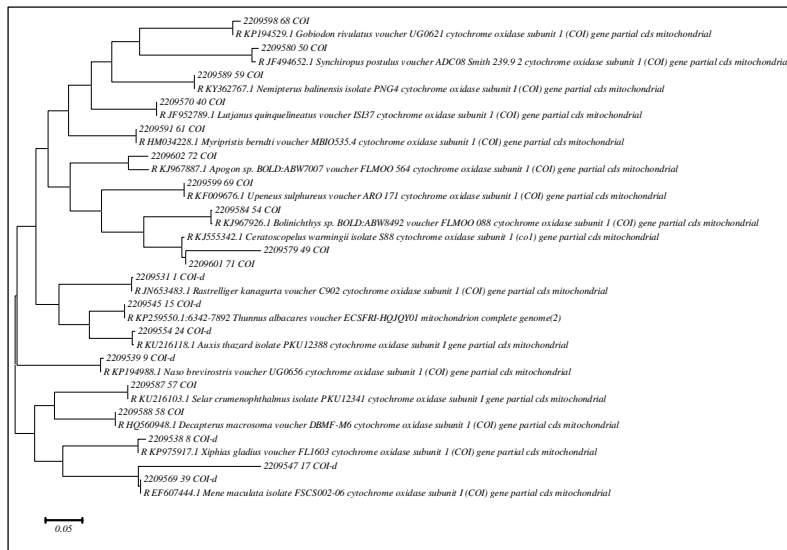 2209598 68 COI
R KP194529.1 Gobiodon rivulatus voucher UG0621 cytochrome oxidase subunit 1 (COI) gene partial cds mitochondrial
2209580 50 COI
R JF494652.1 Synchiropus postulus voucher ADC08 Smith 239.9 2 cytochrome oxidase subunit 1 (COI) gene partial cds mitochondria
2209589 59 COI
R KY362767.1 Nemipterus balinensis isolate PNG4 cytochrome oxidase subunit I (COI) gene partial cds mitochondrial
2209570 40 COI
R JF952789.1 Lutjanus quinquelineatus voucher ISI37 cytochrome oxidase subunit 1 (COI) gene partial cds mitochondrial
2209591 61 COI
R HM034228.1 Myripristis berndti voucher MBIO535.4 cytochrome oxidase subunit 1 (COI) gene partial cds mitochondrial
2209602 72 COI
R KJ967887.1 Apogon sp. BOLD:ABW7007 voucher FLMOO 564 cytochrome oxidase subunit 1 (COI) gene partial cds mitochondrial
2209599 69 COI
R KF009676.1 Upeneus sulphureus voucher ARO 171 cytochrome oxidase subunit 1 (COI) gene partial cds mitochondrial
2209584 54 COI
R KJ967926.1 Bolinichthys sp. BOLD:ABW8492 voucher FLMOO 088 cytochrome oxidase subunit 1 (COI) gene partial cds mitochondrial
R KJ555342.1 Ceratoscopelus warmingii isolate S88 cytochrome oxidase subunit 1 (co1) gene partial cds mitochondrial
2209579 49 COI
2209601 71 COI
2209531 1 COI-d
R JN653483.1 Rastrelliger kanagurta voucher C902 cytochrome oxidase subunit 1 (COI) gene partial cds mitochondrial
2209545 15 COI-d
R KP259550.1:6342-7892 Thunnus albacares voucher ECSFRI-HQJQY01 mitochondrion complete genome(2)
2209554 24 COI-d
R KU216118.1 Auxis thazard isolate PKU12388 cytochrome oxidase subunit I gene partial cds mitochondrial
2209539 9 COI-d
R KP194988.1 Naso brevirostris voucher UG0656 cytochrome oxidase subunit 1 (COI) gene partial cds mitochondrial
2209587 57 COI
R KU216103.1 Selar crumenophthalmus isolate PKU12341 cytochrome oxidase subunit I gene partial cds mitochondrial
2209588 58 COI
R HQ560948.1 Decapterus macrosoma voucher DBMF-M6 cytochrome oxidase subunit 1 (COI) gene partial cds mitochondrial
2209538 8 COI-d
R KP975917.1 Xiphias gladius voucher FL1603 cytochrome oxidase subunit 1 (COI) gene partial cds mitochondrial
2209547 17 COI-d
2209569 39 COI-d
R EF607444.1 Mene maculata isolate FSCS002-06 cytochrome oxidase subunit I (COI) gene partial cds mitochondrial
0.05